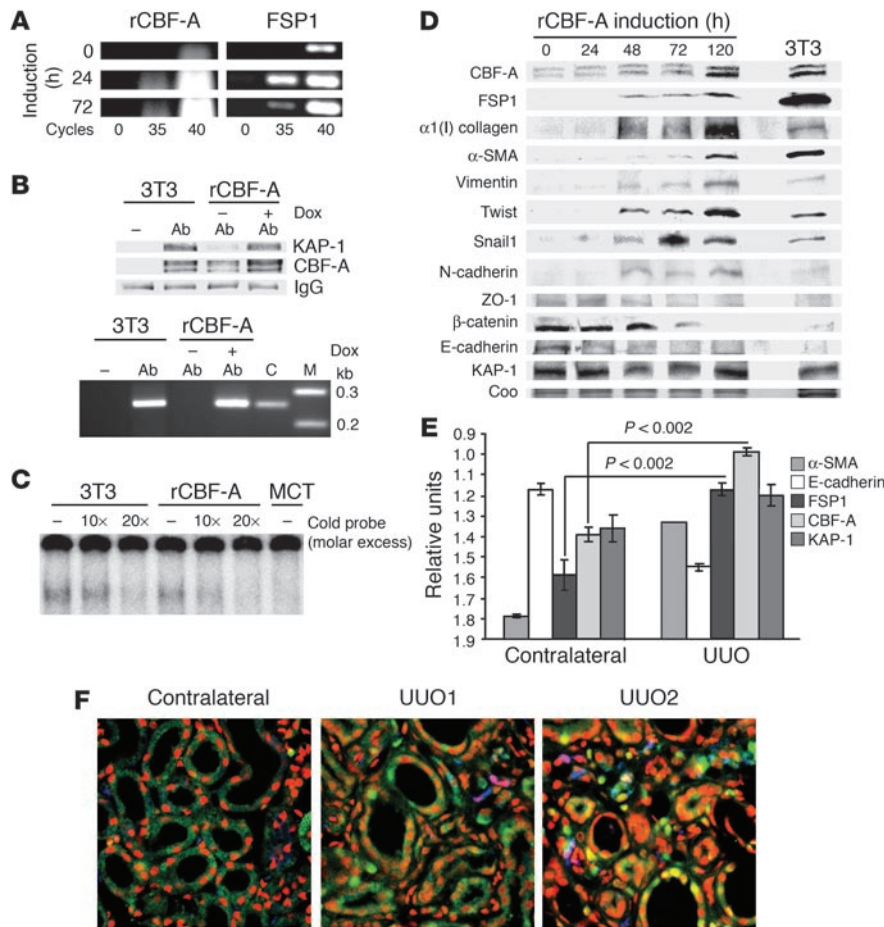 A
rCBF-A FSP1
Induction (h)
0
24
72
Cycles 0 35 40 0 35 40
B
3T3 rCBF-A
– + Dox
– Ab Ab Ab
KAP-1
CBF-A
IgG
3T3 rCBF-A
– + Dox
– Ab Ab Ab C M kb
0.3
0.2
C
3T3 rCBF-A MCT
– 10× 20× – 10× 20× – Cold probe
(molar excess)
D
rCBF-A induction (h)
0 24 48 72 120 3T3
CBF-A
FSP1
α1(I) collagen
α-SMA
Vimentin
Twist
Snail1
N-cadherin
ZO-1
β-catenin
E-cadherin
KAP-1
Coo
E
Relative units
0.9
1.0
1.1
1.2
1.3
1.4
1.5
1.6
1.7
1.8
1.9
P < 0.002
P < 0.002
α-SMA
E-cadherin
FSP1
CBF-A
KAP-1
Contralateral UUO
F
Contralateral UUO1 UUO2